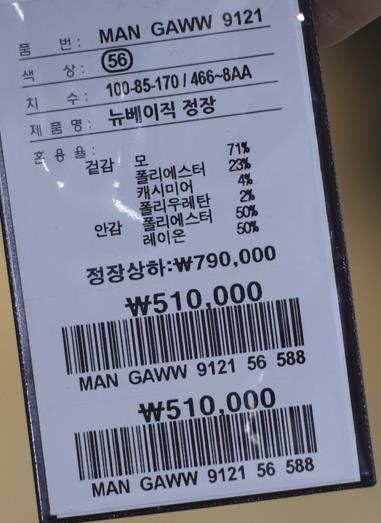 품 번: MAN GAWW 9121
색 상: 56
치 수: 100-85-170 / 466~8AA
제 품 명: 뉴베이직 정장
혼 용 율:
겉감 모 71%
폴리에스터 23%
캐시미어 4%
폴리우레탄 2%
안감 폴리에스터 50%
레이온 50%
정장상하:₩790,000
₩510,000
MAN GAWW 9121 56 588
₩510,000
MAN GAWW 9121 56 588